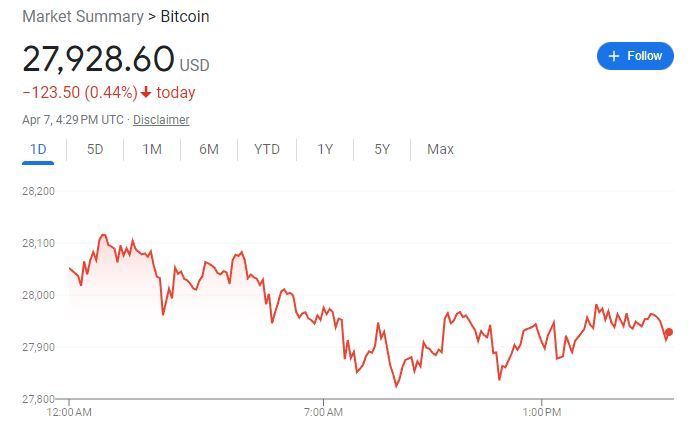 Market Summary > Bitcoin
27,928.60 USD
+ Follow
−123.50 (0.44%) ↓ today
Apr 7, 4:29 PM UTC · Disclaimer
1D 5D 1M 6M YTD 1Y 5Y Max
28,200
28,100
28,000
27,900
27,800
12:00 AM 7:00 AM 1:00 PM